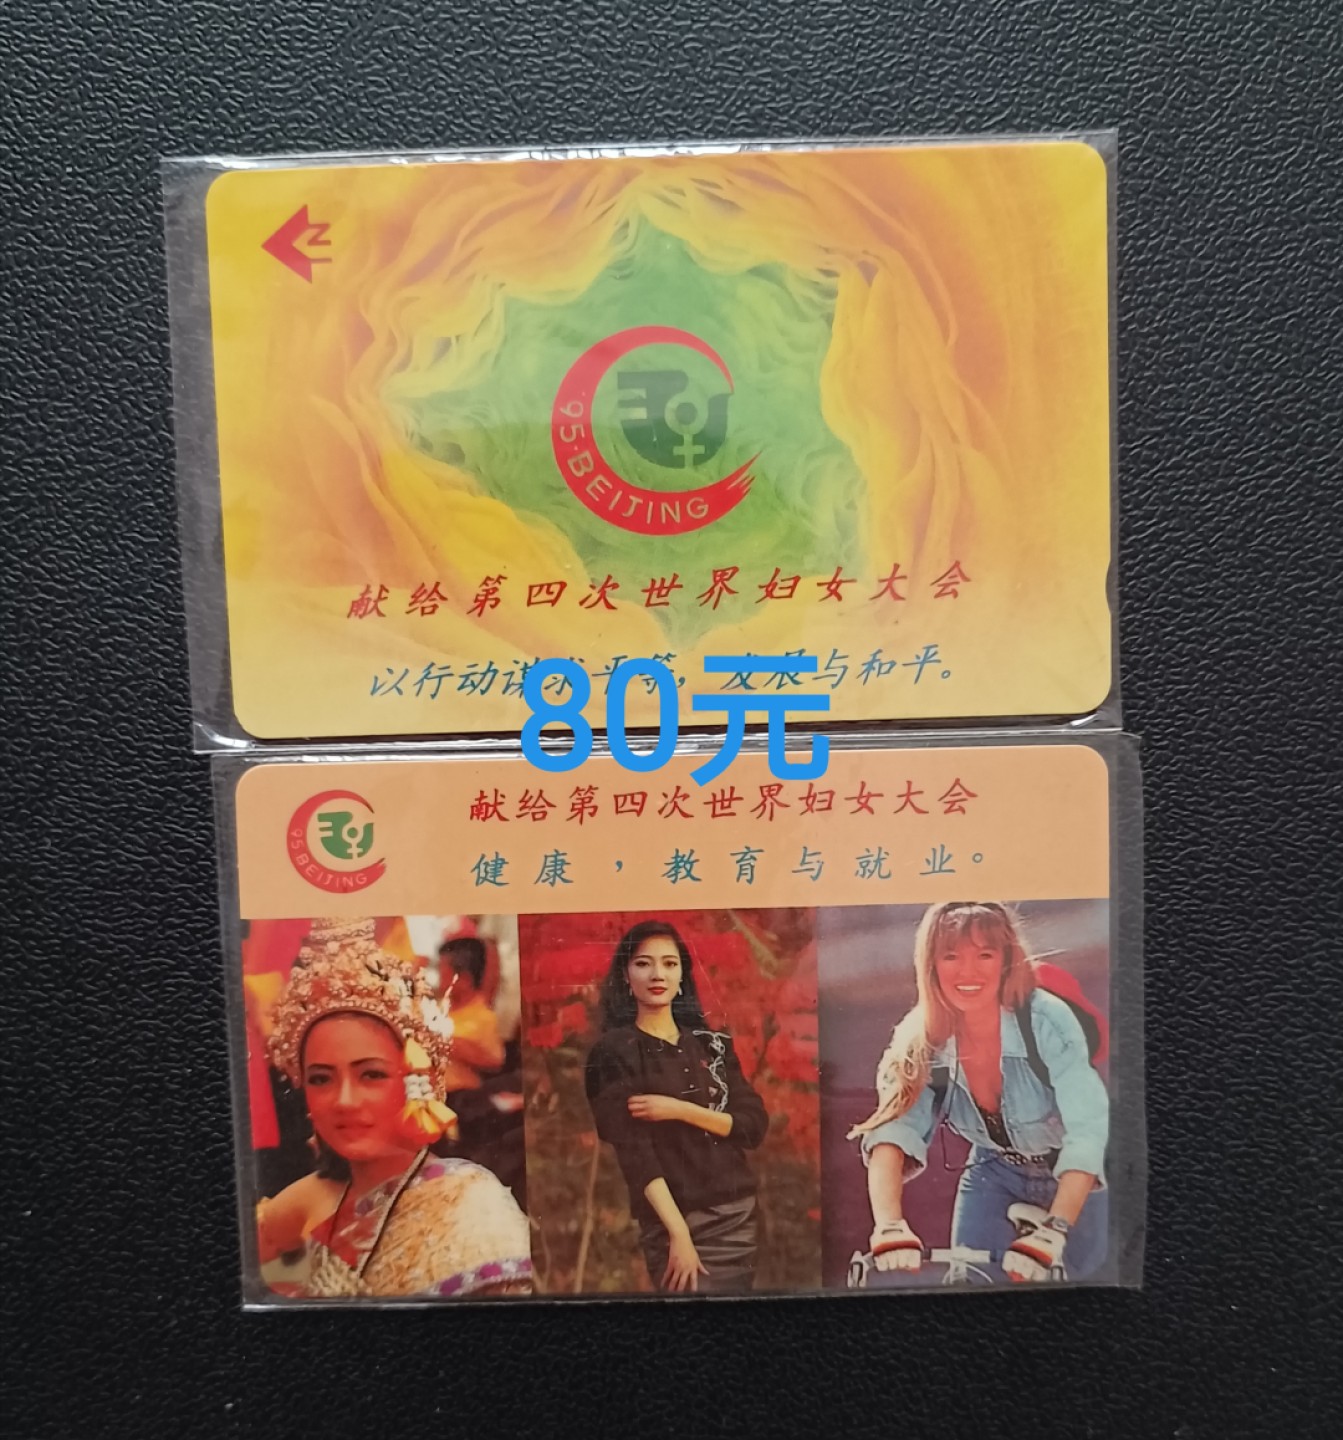 '95·BEIJING
献给第四次世界妇女大会
以行动谋求平等，发展与和平。
80元
献给第四次世界妇女大会
95·BEIJING
健康，教育与就业。